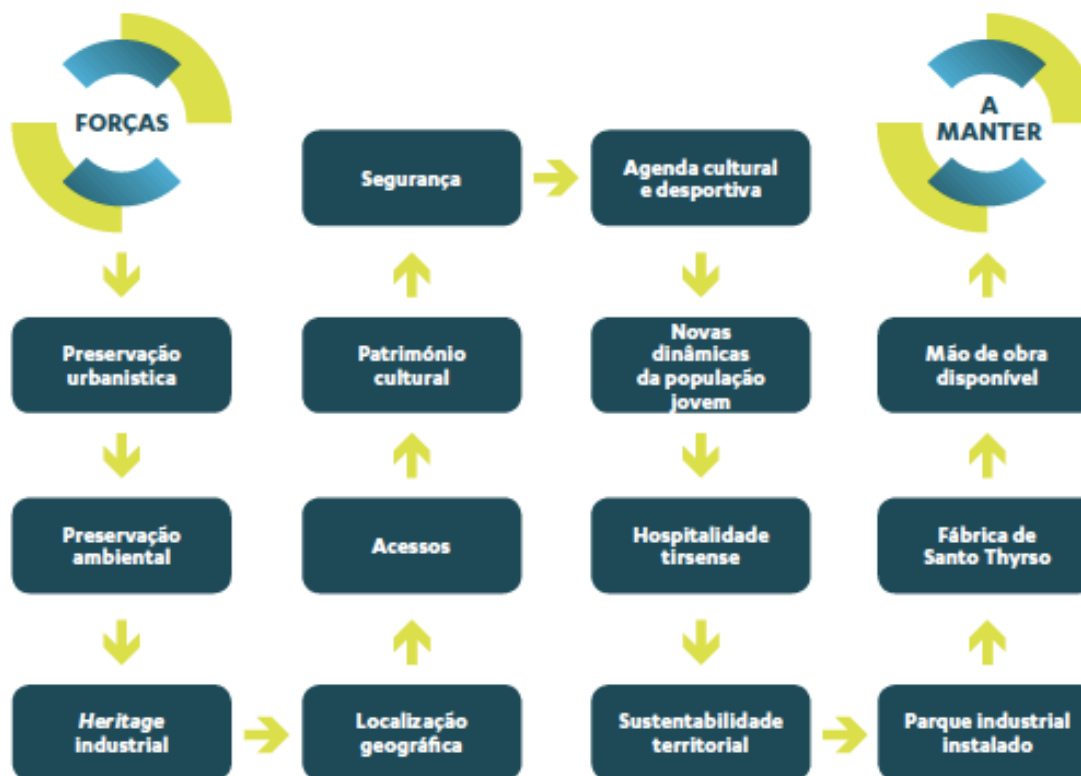 FORÇAS
Preservação
urbanistica
Preservação
ambiental
Heritage
industrial
Localização
geográfica
Acessos
Património
cultural
Segurança
Agenda cultural
e desportiva
Novas
dinâmicas
da população
jovem
Hospitalidade
tirsense
Sustentabilidade
territorial
Parque industrial
instalado
Fábrica de
Santo Thyrso
Mão de obra
disponível
A
MANTER